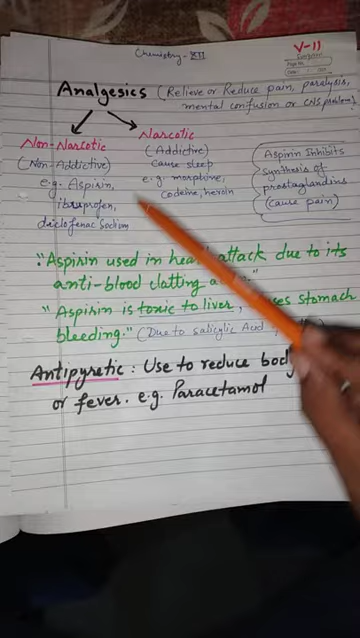 Chemistry - XII
V-11
Analgesics (Relieve or Reduce pain, paralysis,
mental confusion or CNS problem)
Non-Narcotic
(Non-Addictive)
e.g. Aspirin,
ibuprofen,
diclofenac Sodium
Narcotic
(Addictive)
Cause sleep
e.g. morphine,
Codeine, heroin
Aspirin Inhibits
Synthesis of
prostaglandins
(cause pain)
"Aspirin used in heart attack due to its
anti-blood clatting
"Aspirin is toxic to liver, stomach
bleeding." (Due to salicylic Acid
Antipyretic : Use to reduce body
or fever. e.g. Paracetamol